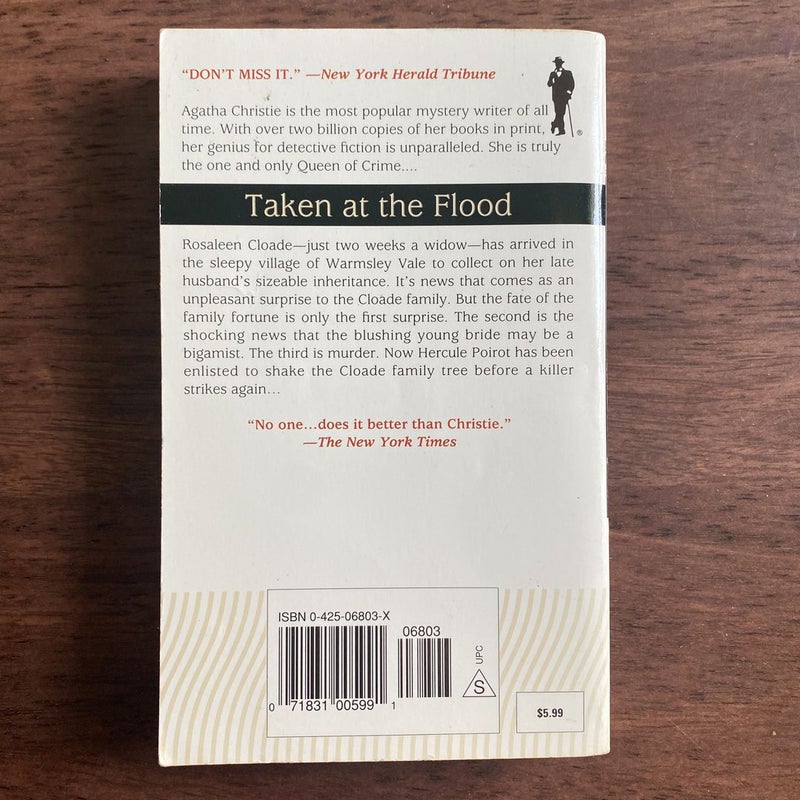 “DON’T MISS IT.” —New York Herald Tribune
Agatha Christie is the most popular mystery writer of all
time. With over two billion copies of her books in print,
her genius for detective fiction is unparalleled. She is truly
the one and only Queen of Crime....
®
Taken at the Flood
Rosaleen Cloade—just two weeks a widow—has arrived in
the sleepy village of Warmsley Vale to collect on her late
husband’s sizeable inheritance. It’s news that comes as an
unpleasant surprise to the Cloade family. But the fate of the
family fortune is only the first surprise. The second is the
shocking news that the blushing young bride may be a
bigamist. The third is murder. Now Hercule Poirot has been
enlisted to shake the Cloade family tree before a killer
strikes again...
“No one...does it better than Christie.”
—The New York Times
ISBN 0-425-06803-X
06803
UPC
S
0 71831 00599 1
$5.99